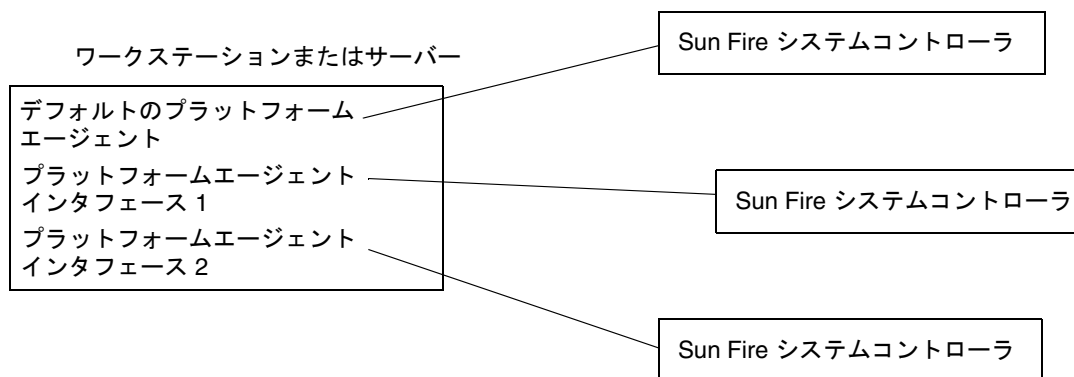 Sun Fire システムコントローラ
ワークステーションまたはサーバー
デフォルトのプラットフォーム
エージェント
プラットフォームエージェント
インタフェース 1
Sun Fire システムコントローラ
プラットフォームエージェント
インタフェース 2
Sun Fire システムコントローラ